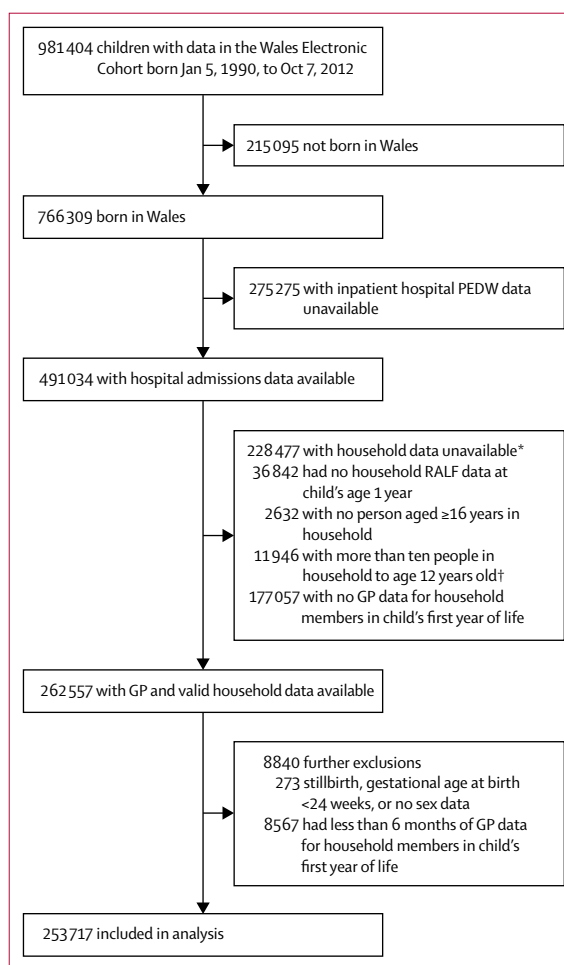 981 404 children with data in the Wales Electronic
Cohort born Jan 5, 1990, to Oct 7, 2012
215 095 not born in Wales
766 309 born in Wales
275 275 with inpatient hospital PEDW data
unavailable
491 034 with hospital admissions data available
228 477 with household data unavailable*
36 842 had no household RALF data at
child's age 1 year
2632 with no person aged ≥16 years in
household
11 946 with more than ten people in
household to age 12 years old†
177 057 with no GP data for household
members in child's first year of life
262 557 with GP and valid household data available
8840 further exclusions
273 stillbirth, gestational age at birth
<24 weeks, or no sex data
8567 had less than 6 months of GP data
for household members in child's
first year of life
253 717 included in analysis